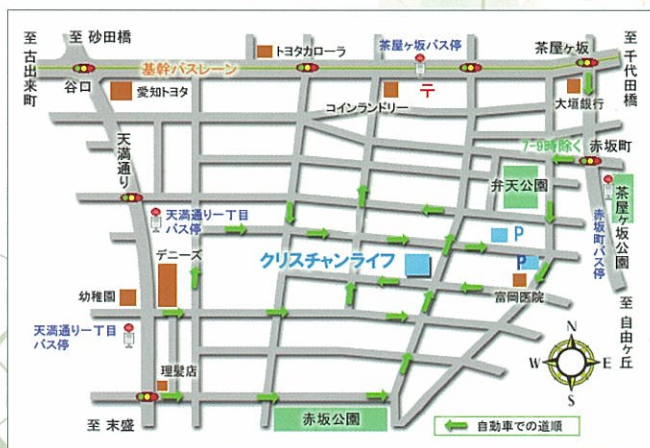 至 砂田橋
至 古出来町
谷口
基幹バスレーン
トヨタカローラ
茶屋ヶ坂バス停
茶屋ヶ坂
至 千代田橋
愛知トヨタ
コインランドリー
〒
大垣銀行
天満通り
7-9時除く
赤坂町
弁天公園
茶屋ヶ坂公園
赤坂町バス停
天満通り一丁目
バス停
デニーズ
クリスチャンライフ
P
P
富岡医院
幼稚園
至 自由ヶ丘
天満通り一丁目
バス停
理髪店
N
W E
S
至 末盛
赤坂公園
自動車での道順